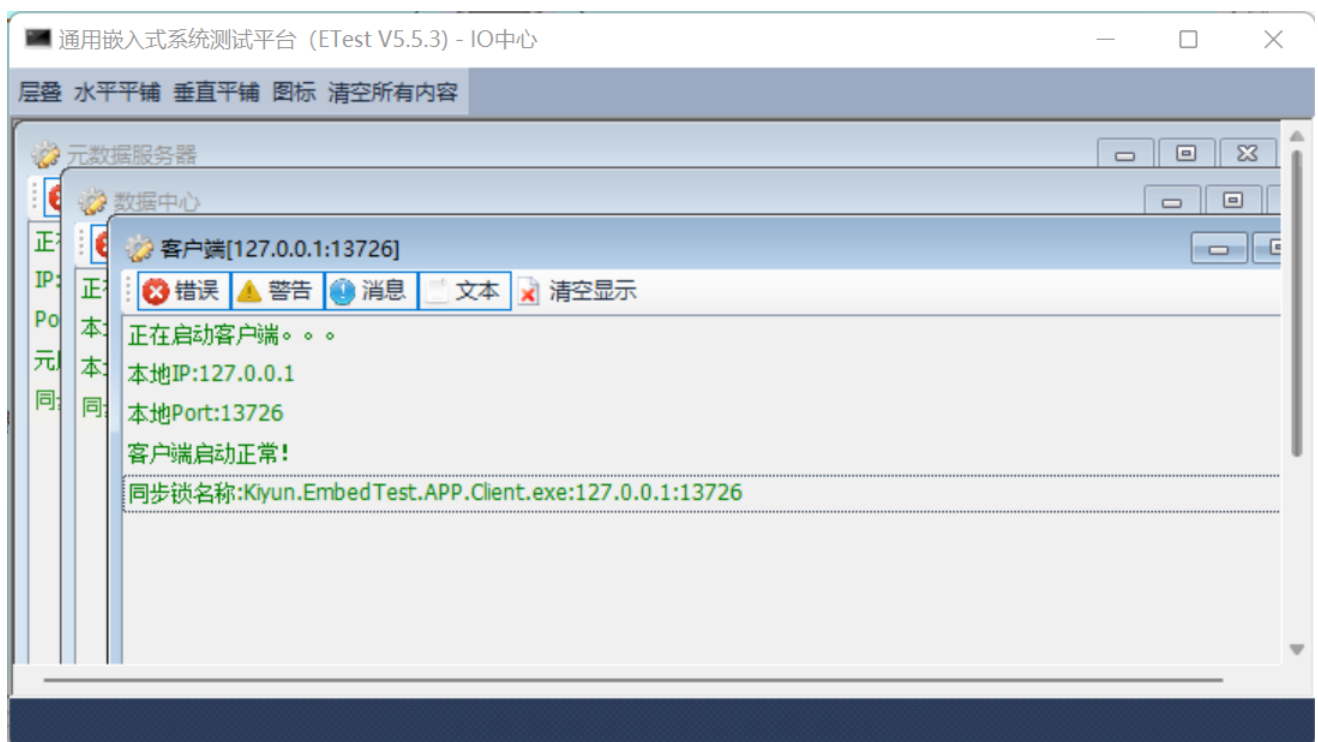 通用嵌入式系统测试平台 (ETest V5.5.3) - IO中心
层叠 水平平铺 垂直平铺 图标 清空所有内容
元数据服务器
数据中心
客户端[127.0.0.1:13726]
错误 警告 消息 文本 清空显示
正在启动客户端。。。
本地IP:127.0.0.1
本地Port:13726
客户端启动正常!
同步锁名称:Kiyun.EmbedTest.APP.Client.exe:127.0.0.1:13726